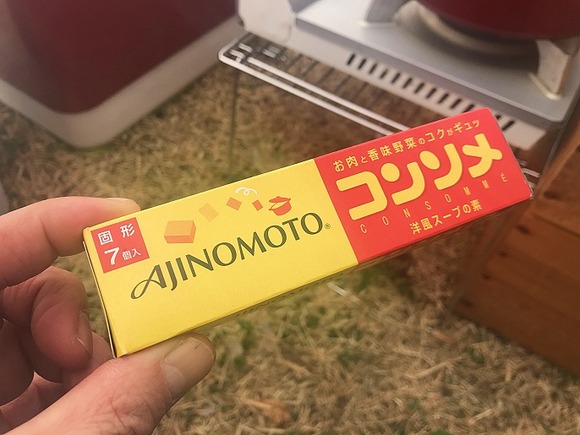 固形
7個入
AJINOMOTO®
お肉と香味野菜のコクがギュッ
コンソメ
CONSOMMÉ
洋風スープの素